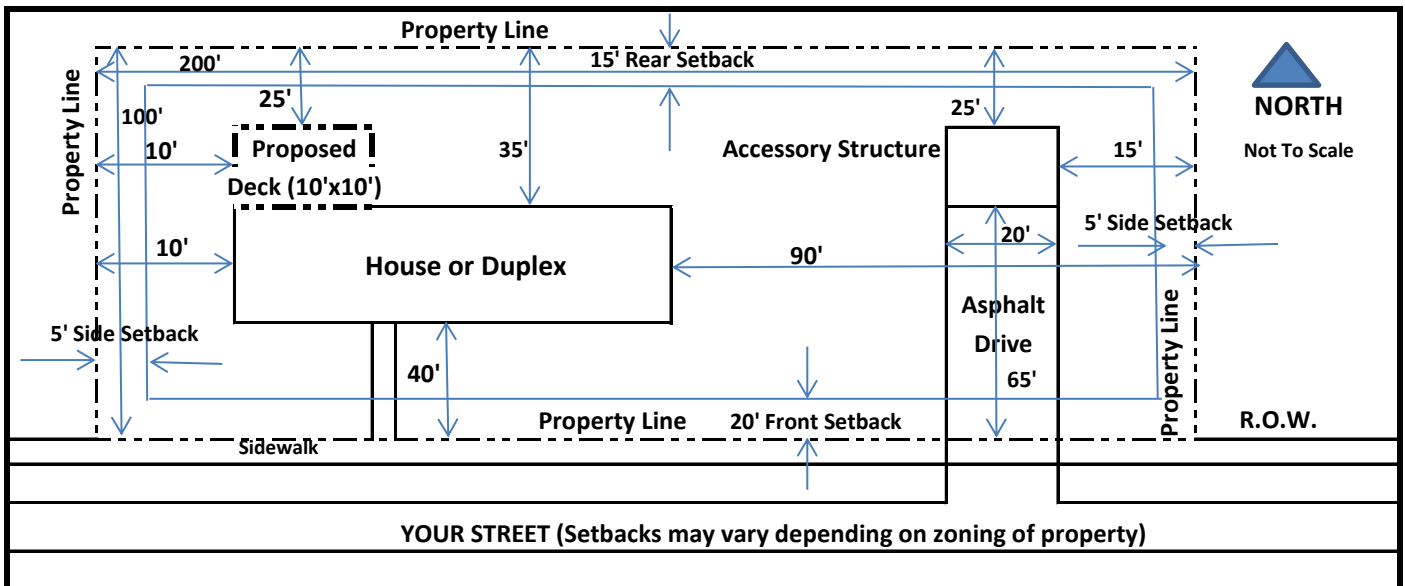 Property Line
200'
15' Rear Setback
Property Line
100'
25'
25'
NORTH
Not To Scale
10'
Proposed
Deck (10'x10')
35'
Accessory Structure
15'
10'
House or Duplex
90'
20'
5' Side Setback
5' Side Setback
40'
Asphalt
Drive
65'
Property Line
Property Line
20' Front Setback
R.O.W.
Sidewalk
YOUR STREET (Setbacks may vary depending on zoning of property)